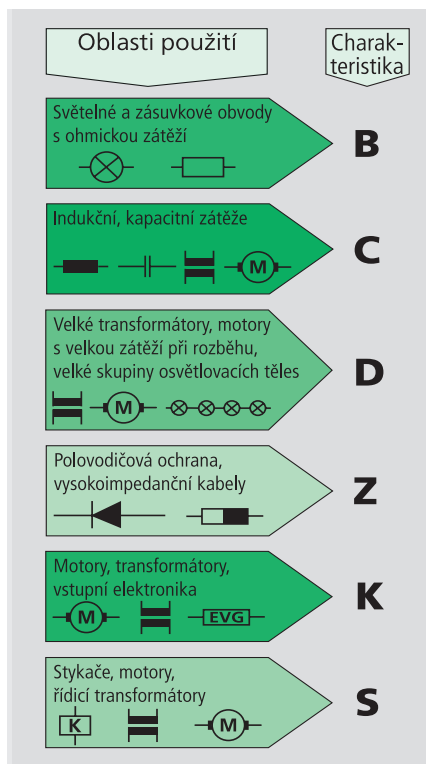 Oblasti použití
Charak-
teristika
Světelné a zásuvkové obvody
s ohmickou zátěží
B
Indukční, kapacitní zátěže
M
C
Velké transformátory, motory
s velkou zátěží při rozběhu,
velké skupiny osvětlovacích těles
M
D
Polovodičová ochrana,
vysokoimpedanční kabely
Z
Motory, transformátory,
vstupní elektronika
M
EVG
K
Stykače, motory,
řídicí transformátory
K
M
S